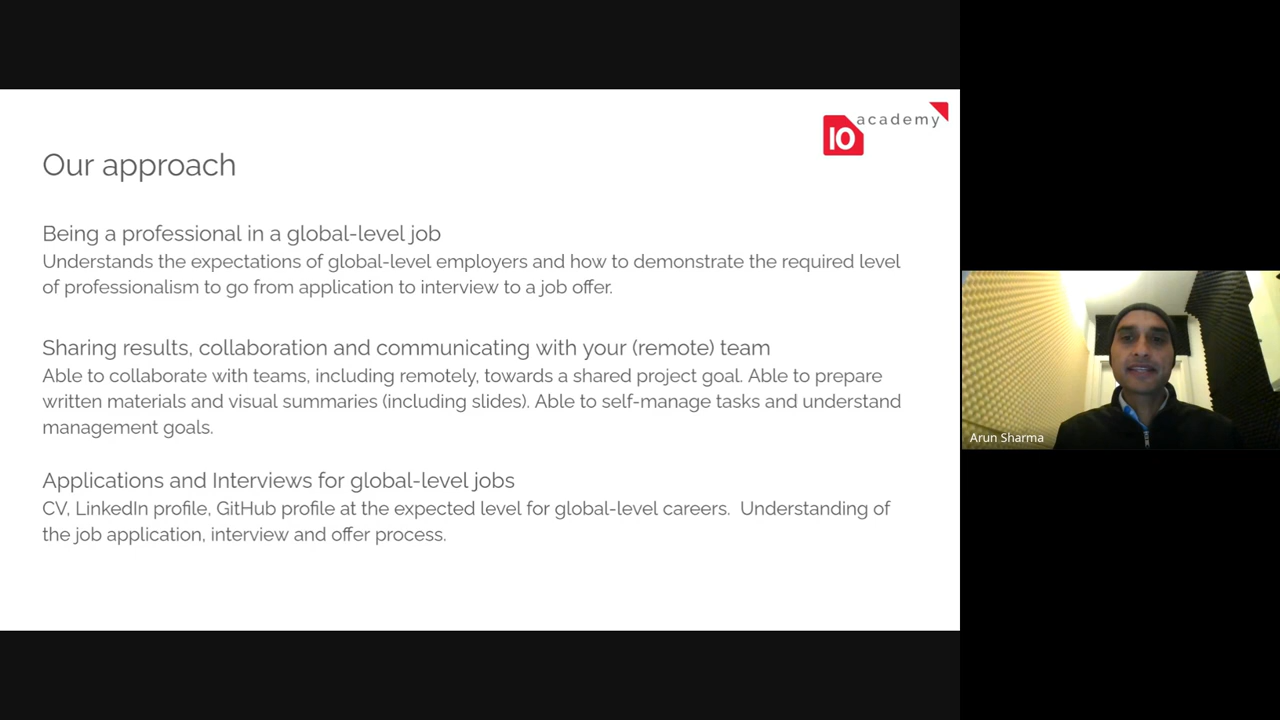 10 academy
Our approach
Being a professional in a global-level job
Understands the expectations of global-level employers and how to demonstrate the required level
of professionalism to go from application to interview to a job offer.
Sharing results, collaboration and communicating with your (remote) team
Able to collaborate with teams, including remotely, towards a shared project goal. Able to prepare
written materials and visual summaries (including slides). Able to self-manage tasks and understand
management goals.
Applications and Interviews for global-level jobs
CV, LinkedIn profile, GitHub profile at the expected level for global-level careers.  Understanding of
the job application, interview and offer process.
Arun Sharma